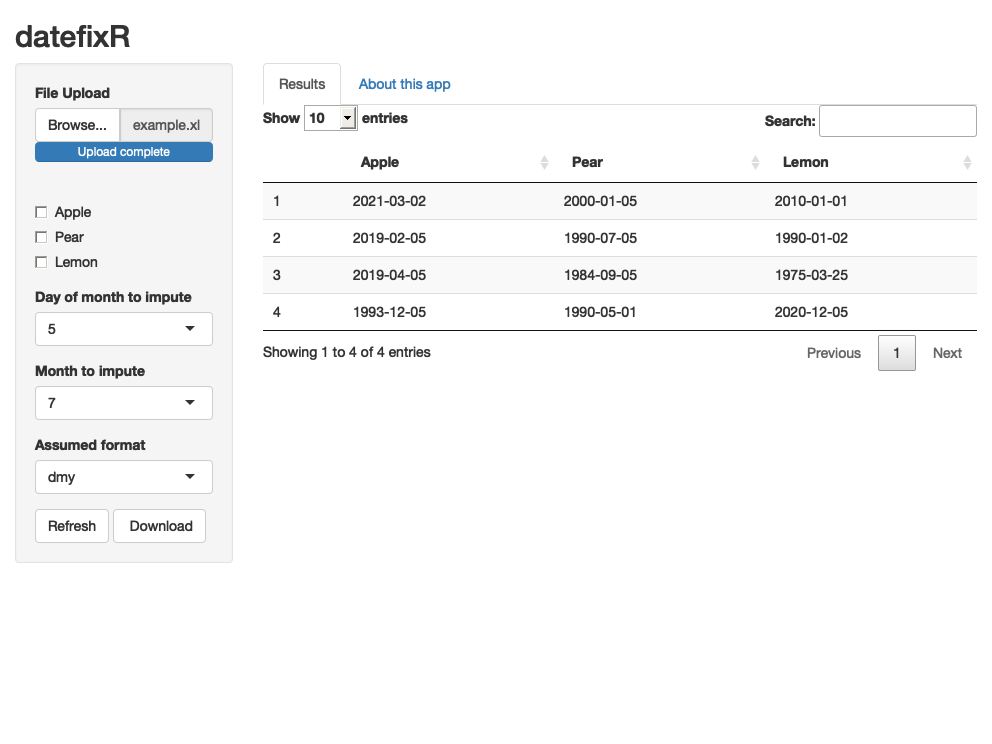 datefixR
File Upload
Browse... example.xl
Upload complete
Apple
Pear
Lemon
Day of month to impute
5
Month to impute
7
Assumed format
dmy
Refresh Download
Results About this app
Show 10 entries Search:
Apple Pear Lemon
1 2021-03-02 2000-01-05 2010-01-01
2 2019-02-05 1990-07-05 1990-01-02
3 2019-04-05 1984-09-05 1975-03-25
4 1993-12-05 1990-05-01 2020-12-05
Showing 1 to 4 of 4 entries Previous 1 Next